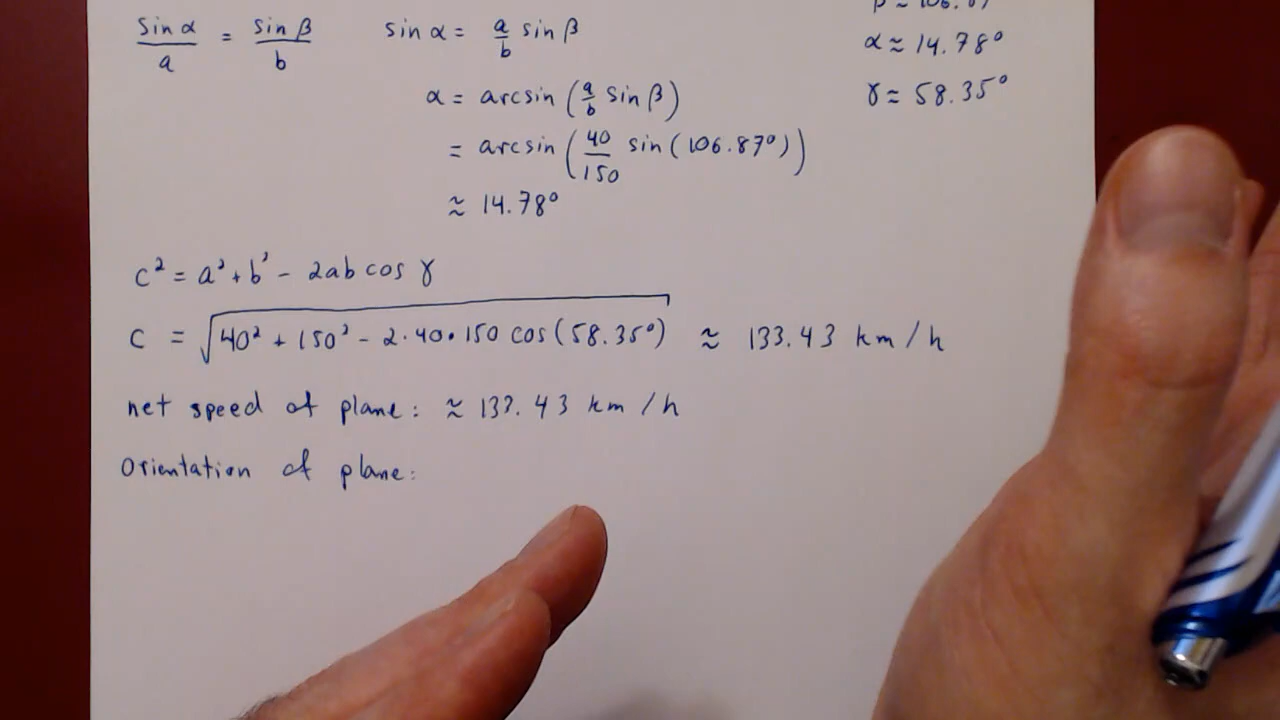 sin α / a = sin β / b    sin α = a/b sin β
β ≈ 106.87
α ≈ 14.78°
α = arcsin (a/b sin β)
γ ≈ 58.35°
= arcsin (40/150 sin(106.87°))
≈ 14.78°
c² = a² + b² - 2ab cos γ
c = √(40² + 150² - 2·40·150 cos(58.35°)) ≈ 133.43 km/h
net speed of plane: ≈ 133.43 km/h
Orientation of plane: